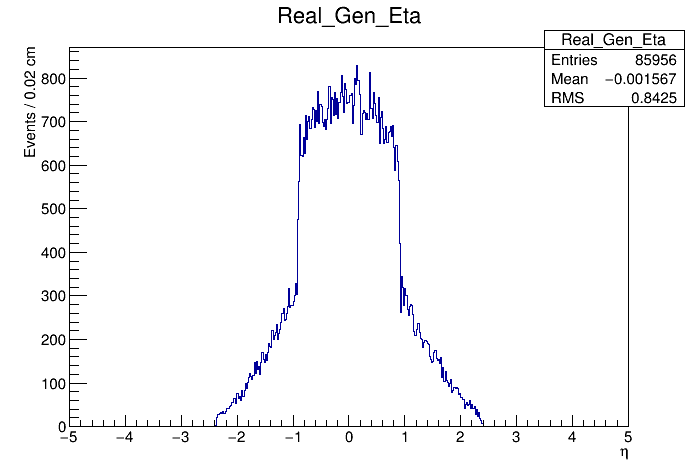 Real_Gen_Eta
Real_Gen_Eta
Entries 85956
Mean −0.001567
RMS 0.8425
Events / 0.02 cm
800
700
600
500
400
300
200
100
0
−5 −4 −3 −2 −1 0 1 2 3 4 5
η